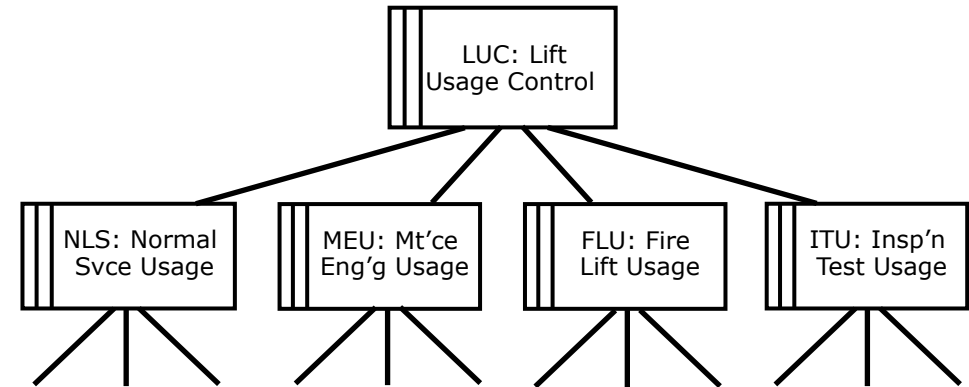 LUC: Lift
Usage Control
NLS: Normal
Svce Usage
MEU: Mt’ce
Eng’g Usage
FLU: Fire
Lift Usage
ITU: Insp’n
Test Usage